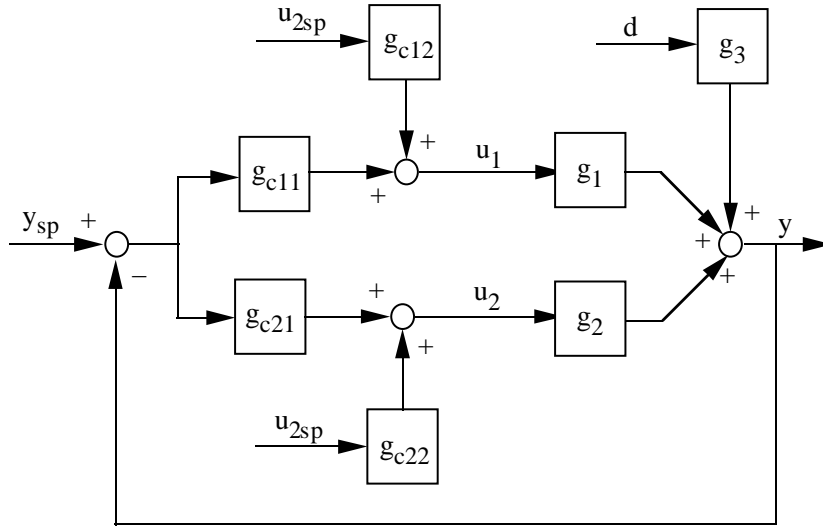 u2sp
gc12
d
g3
+
u1
gc11
+
g1
+
ysp
+
y
+
−
+
+
u2
gc21
+
g2
u2sp
gc22